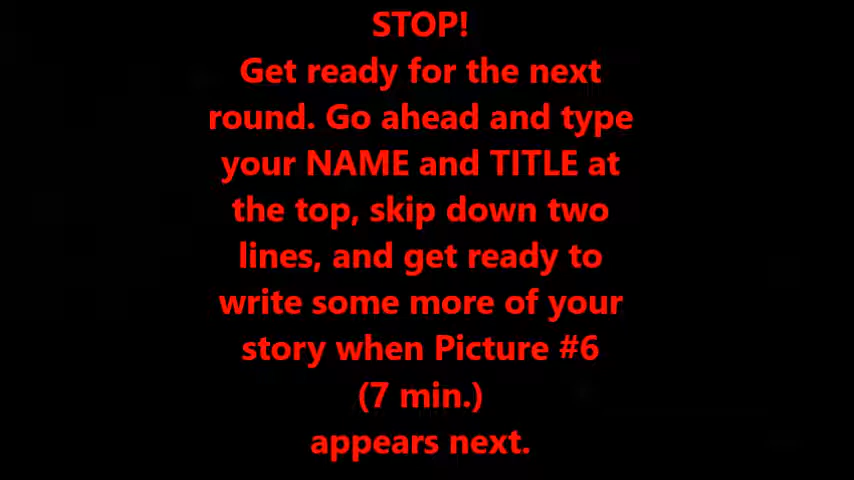 STOP!
Get ready for the next
round. Go ahead and type
your NAME and TITLE at
the top, skip down two
lines, and get ready to
write some more of your
story when Picture #6
(7 min.)
appears next.